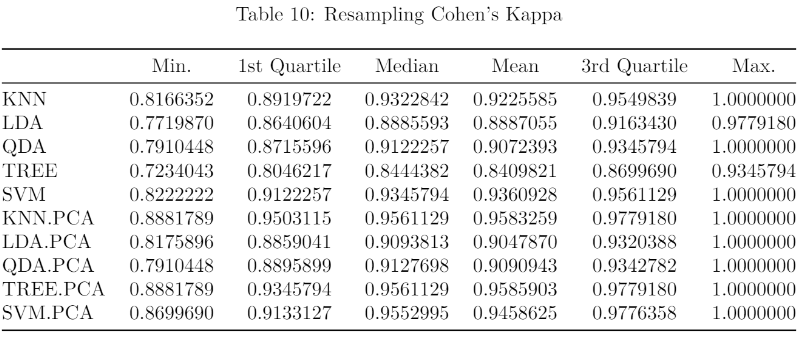 Table 10: Resampling Cohen's Kappa
Min. 1st Quartile Median Mean 3rd Quartile Max.
KNN 0.8166352 0.8919722 0.9322842 0.9225585 0.9549839 1.0000000
LDA 0.7719870 0.8640604 0.8885593 0.8887055 0.9163430 0.9779180
QDA 0.7910448 0.8715596 0.9122257 0.9072393 0.9345794 1.0000000
TREE 0.7234043 0.8046217 0.8444382 0.8409821 0.8699690 0.9345794
SVM 0.8222222 0.9122257 0.9345794 0.9360928 0.9561129 1.0000000
KNN.PCA 0.8881789 0.9503115 0.9561129 0.9583259 0.9779180 1.0000000
LDA.PCA 0.8175896 0.8859041 0.9093813 0.9047870 0.9320388 1.0000000
QDA.PCA 0.7910448 0.8895899 0.9127698 0.9090943 0.9342782 1.0000000
TREE.PCA 0.8881789 0.9345794 0.9561129 0.9585903 0.9779180 1.0000000
SVM.PCA 0.8699690 0.9133127 0.9552995 0.9458625 0.9776358 1.0000000